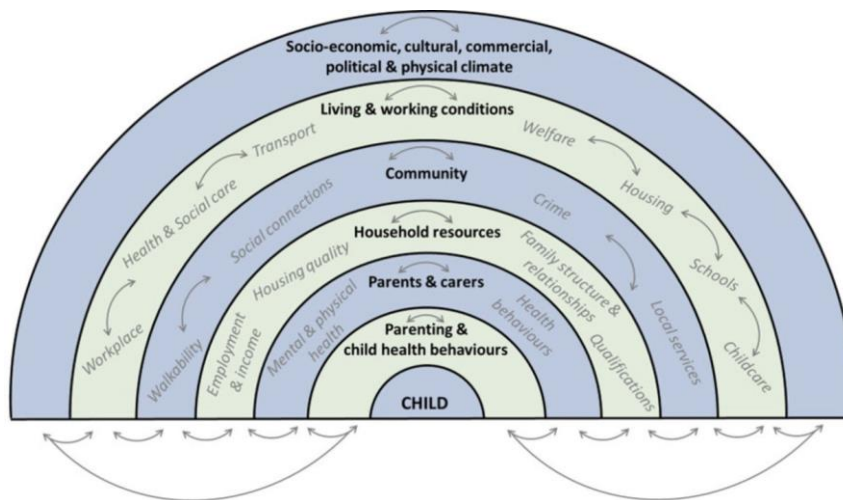 Socio-economic, cultural, commercial,
political & physical climate
Living & working conditions
Transport
Welfare
Health & Social care
Housing
Workplace
Schools
Childcare
Community
Social connections
Crime
Walkability
Local services
Household resources
Housing quality
Family structure &
relationships
Employment
& income
Qualifications
Parents & carers
Mental & physical
health
Health
behaviours
Parenting &
child health behaviours
CHILD